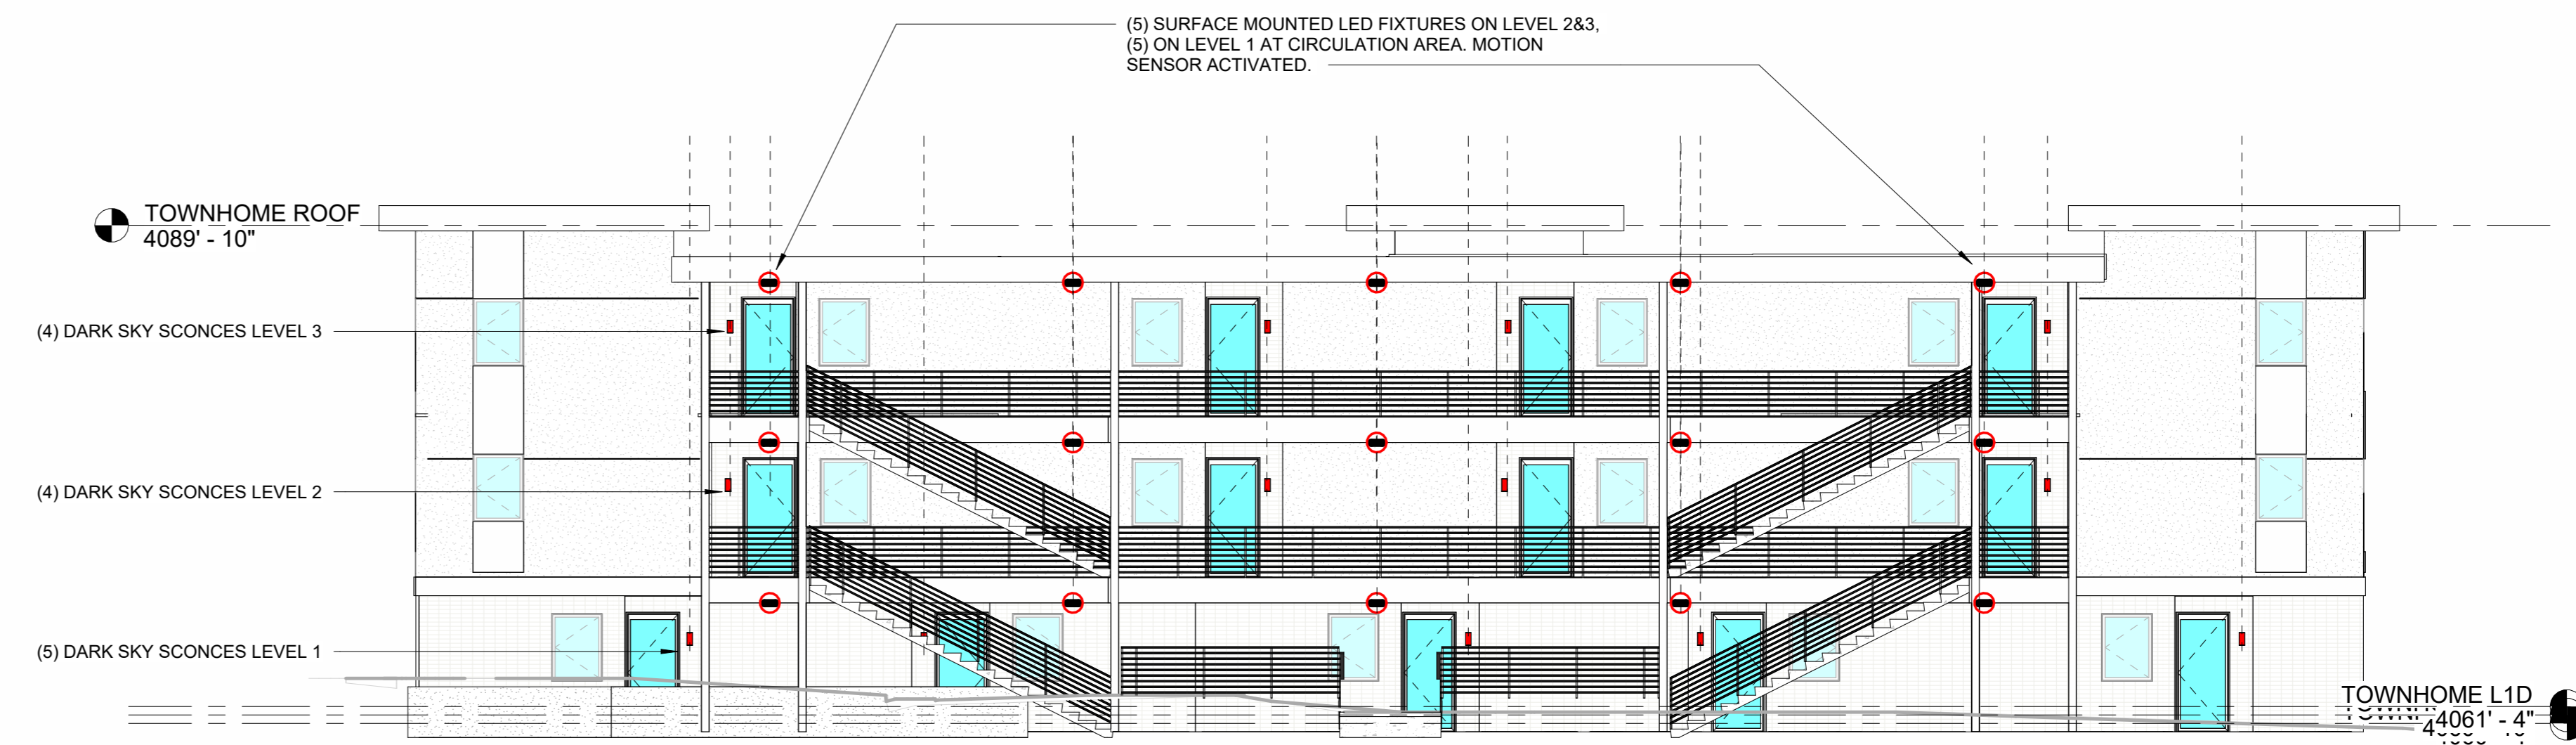 (5) SURFACE MOUNTED LED FIXTURES ON LEVEL 2&3,
(5) ON LEVEL 1 AT CIRCULATION AREA. MOTION
SENSOR ACTIVATED.
TOWNHOME ROOF
4089' - 10"
(4) DARK SKY SCONCES LEVEL 3
(4) DARK SKY SCONCES LEVEL 2
(5) DARK SKY SCONCES LEVEL 1
TOWNHOME L1D
4061' - 4"